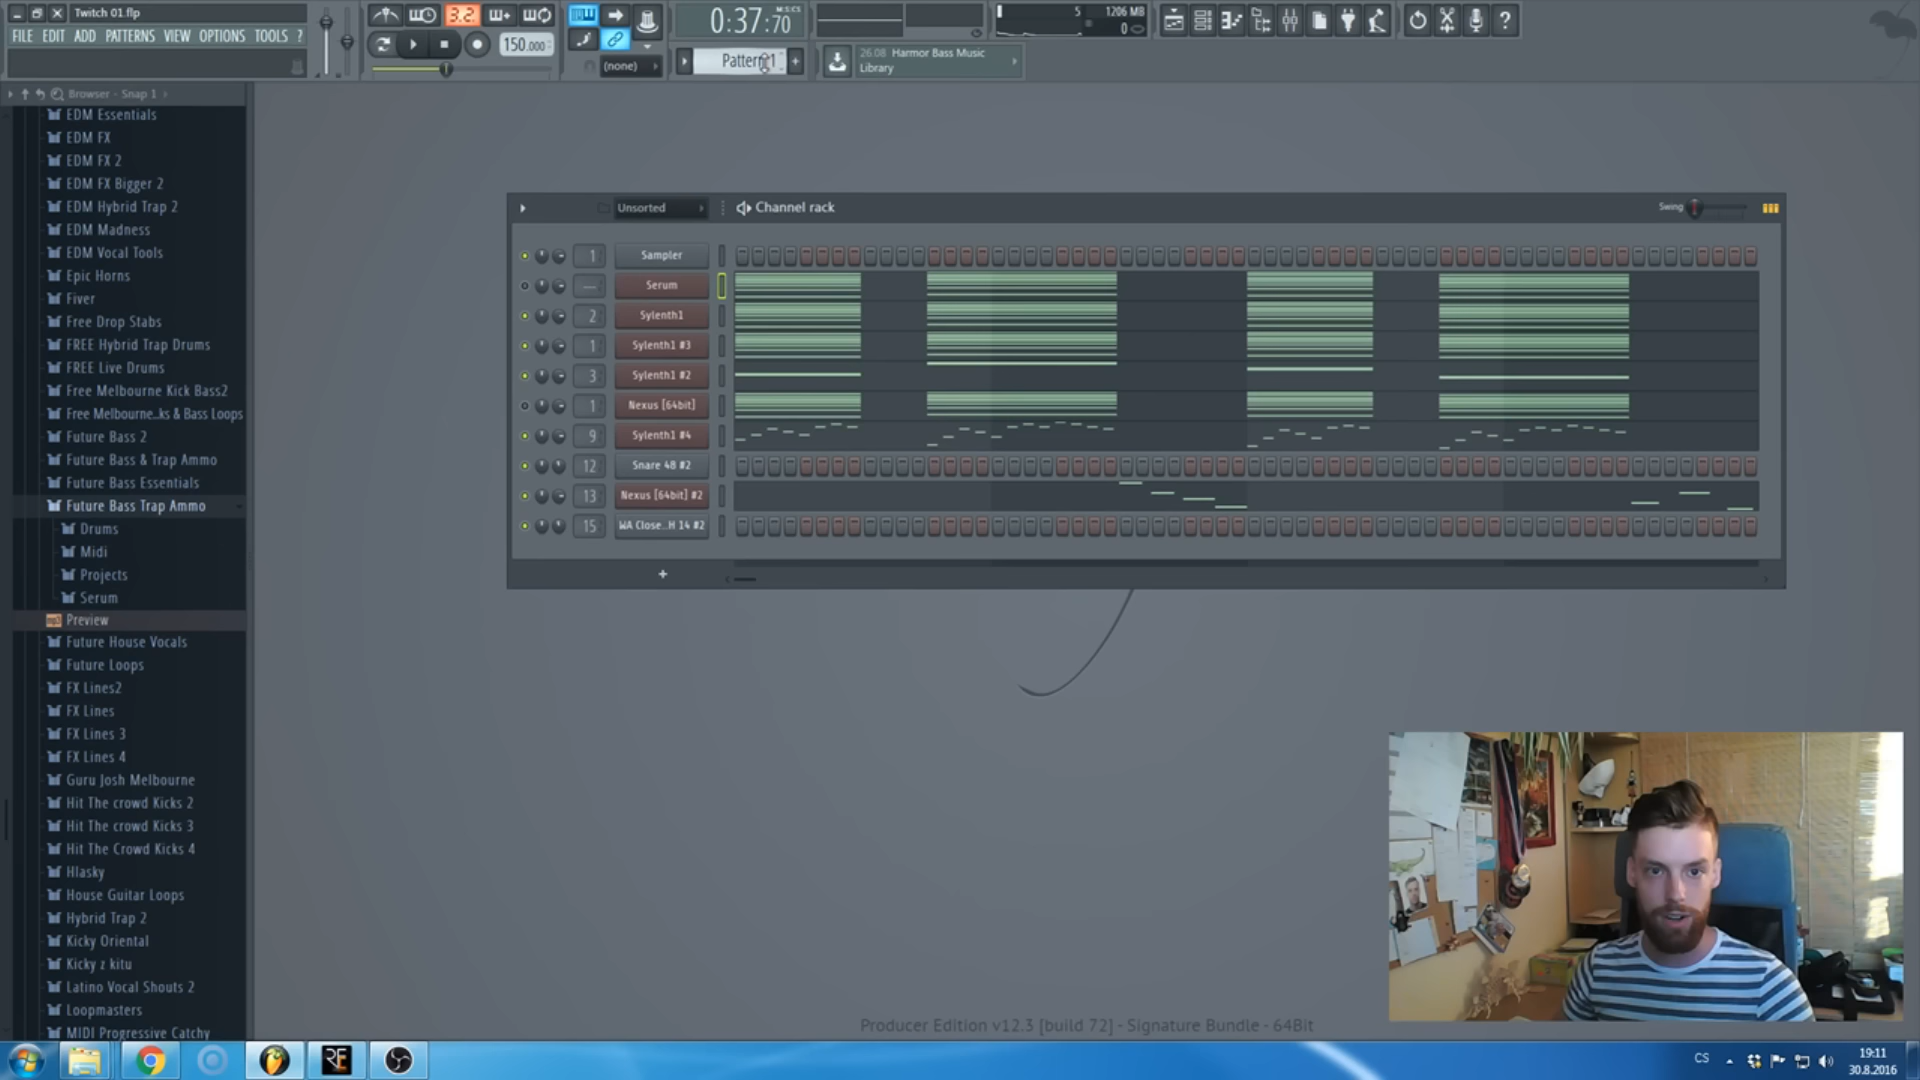 Twitch 01.flp
FILE EDIT ADD PATTERNS VIEW OPTIONS TOOLS ?
3.2
150.000
(none)
0:37:70
M:S:CS
Pattern 1
5
1206 MB
0
26.08 Harmor Bass Music
Library
Browser - Snap 1
EDM Essentials
EDM FX
EDM FX 2
EDM FX Bigger 2
EDM Hybrid Trap 2
EDM Madness
EDM Vocal Tools
Epic Horns
Fiver
Free Drop Stabs
FREE Hybrid Trap Drums
FREE Live Drums
Free Melbourne Kick Bass2
Free Melbourne..ks & Bass Loops
Future Bass 2
Future Bass & Trap Ammo
Future Bass Essentials
Future Bass Trap Ammo
Drums
Midi
Projects
Serum
Preview
Future House Vocals
Future Loops
FX Lines2
FX Lines
FX Lines 3
FX Lines 4
Guru Josh Melbourne
Hit The crowd Kicks 2
Hit The crowd Kicks 3
Hit The Crowd Kicks 4
Hlasky
House Guitar Loops
Hybrid Trap 2
Kicky Oriental
Kicky z kitu
Latino Vocal Shouts 2
Loopmasters
MIDI Progressive Catchy
Unsorted
Channel rack
Swing
1 Sampler
--- Serum
2 Sylenth1
1 Sylenth1 #3
3 Sylenth1 #2
1 Nexus [64bit]
9 Sylenth1 #4
12 Snare 48 #2
13 Nexus [64bit] #2
15 WA Close..H 14 #2
+
Producer Edition v12.3 [build 72] - Signature Bundle - 64Bit
RE
CS
19:11
30.8.2016